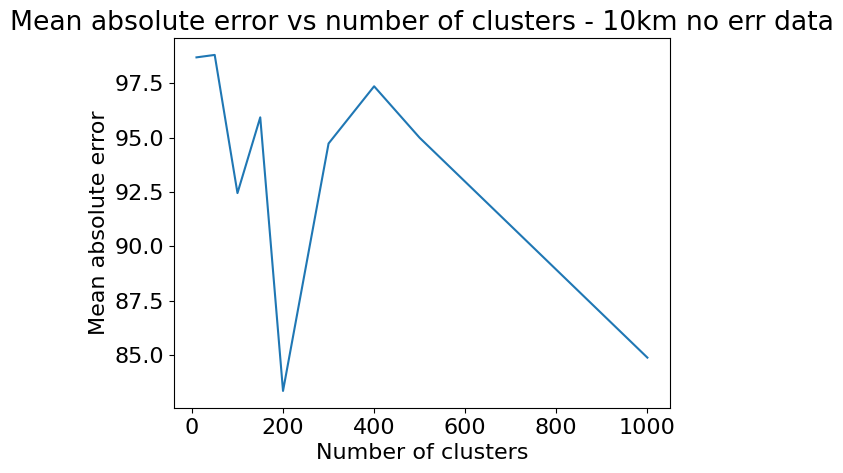 Mean absolute error vs number of clusters - 10km no err data
Mean absolute error
97.5
95.0
92.5
90.0
87.5
85.0
0 200 400 600 800 1000
Number of clusters